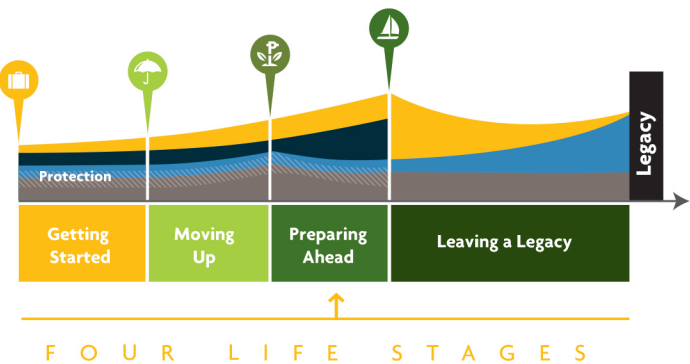 Protection
Legacy
Getting
Started
Moving
Up
Preparing
Ahead
Leaving a Legacy
FOUR LIFE STAGES